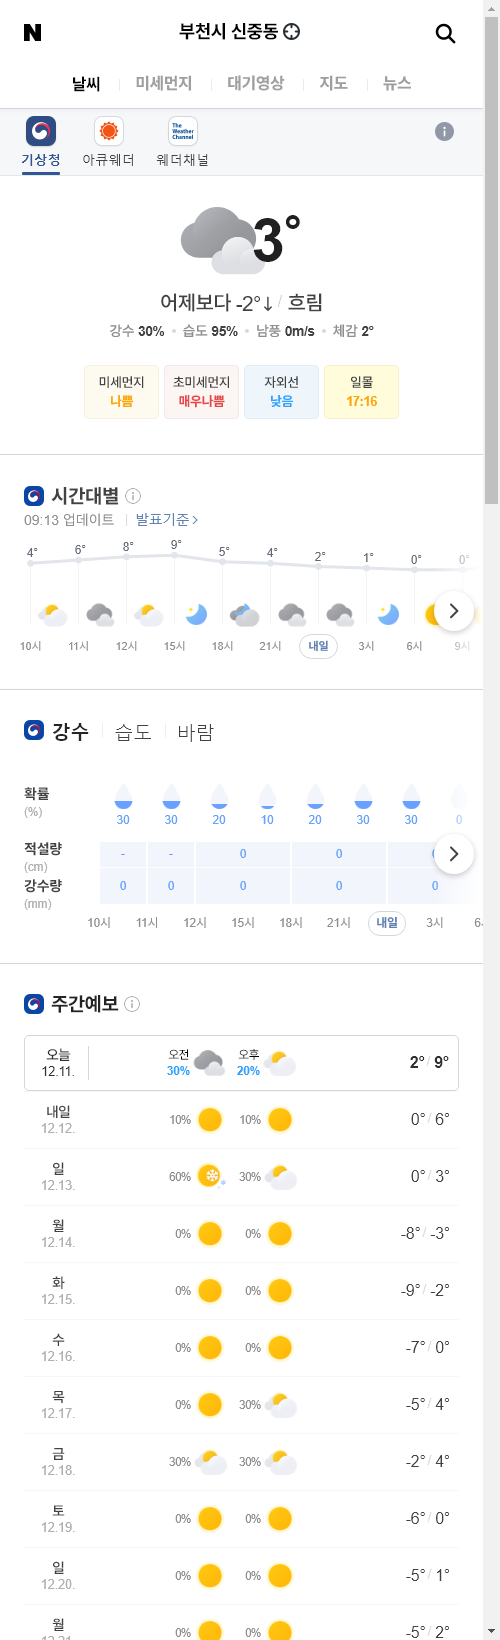 N
부천시 신중동
날씨 미세먼지 대기영상 지도 뉴스
The Weather Channel
기상청 아큐웨더 웨더채널
3°
어제보다 -2°↓ / 흐림
강수 30% • 습도 95% • 남풍 0m/s • 체감 2°
미세먼지 초미세먼지 자외선 일몰
나쁨 매우나쁨 낮음 17:16
시간대별
09:13 업데이트 발표기준 >
4° 6° 8° 9° 5° 4° 2° 1° 0° 0°
10시 11시 12시 15시 18시 21시 내일 3시 6시 9시
강수 습도 바람
확률
(%)
30 30 20 10 20 30 30 0
적설량
(cm)
- - 0 0
강수량
(mm)
0 0 0 0 0
10시 11시 12시 15시 18시 21시 내일 3시
주간예보
오늘 12.11. 오전 30% 오후 20% 2° / 9°
내일 12.12. 10% 10% 0° / 6°
일 12.13. 60% 30% 0° / 3°
월 12.14. 0% 0% -8° / -3°
화 12.15. 0% 0% -9° / -2°
수 12.16. 0% 0% -7° / 0°
목 12.17. 0% 30% -5° / 4°
금 12.18. 30% 30% -2° / 4°
토 12.19. 0% 0% -6° / 0°
일 12.20. 0% 0% -5° / 1°
월 0% 0% -5° / 2°